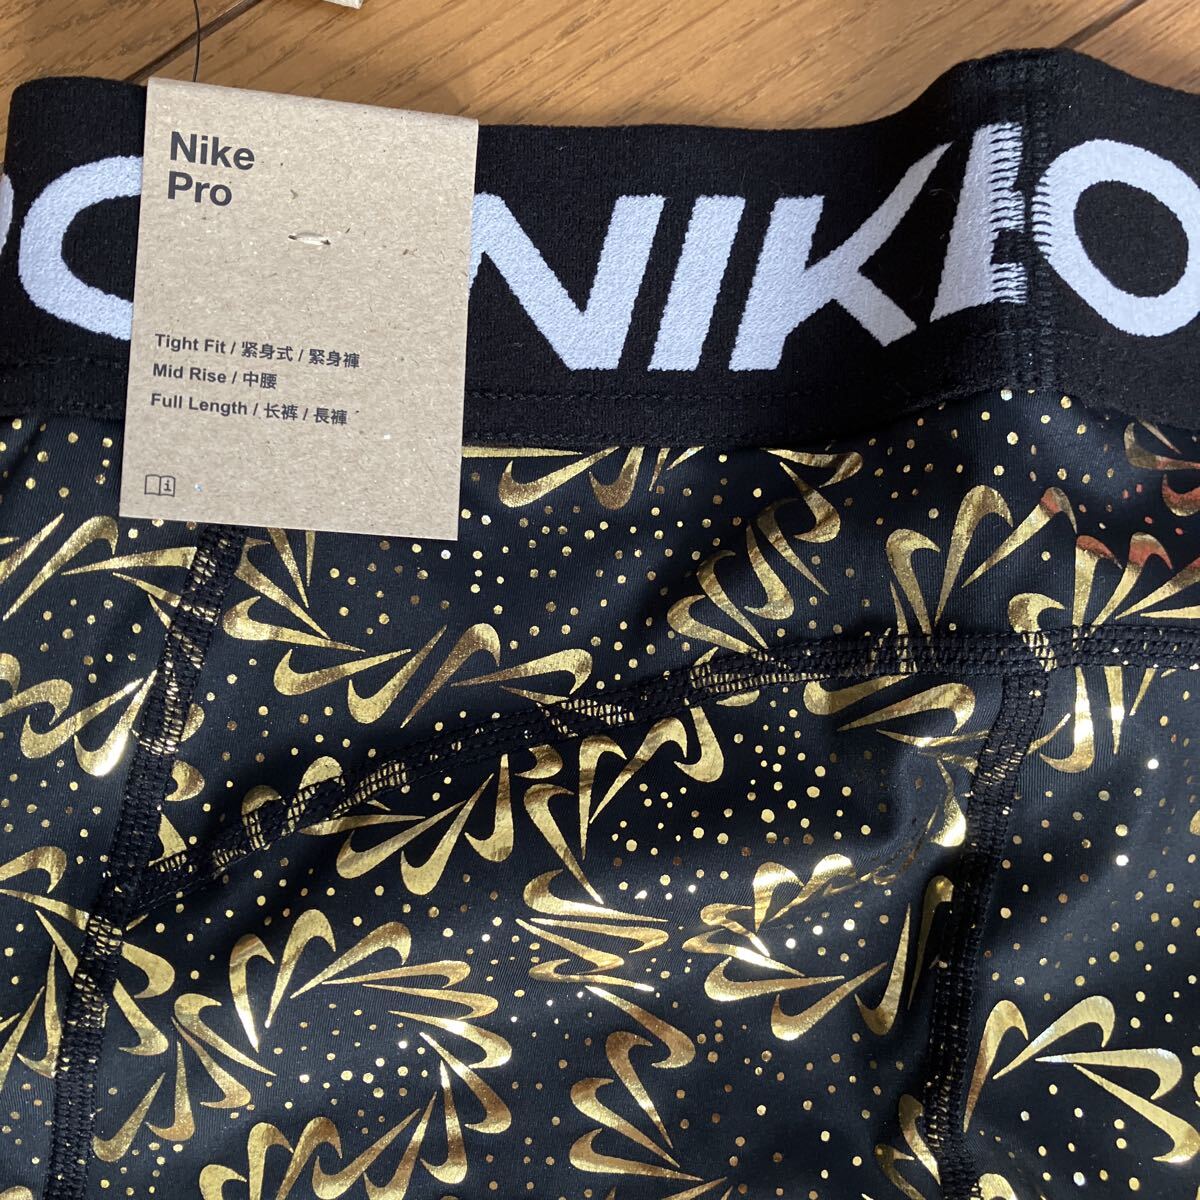 Nike
Pro
Tight Fit / 紧身式 / 緊身褲
Mid Rise / 中腰
Full Length / 长裤 / 長褲
NIK